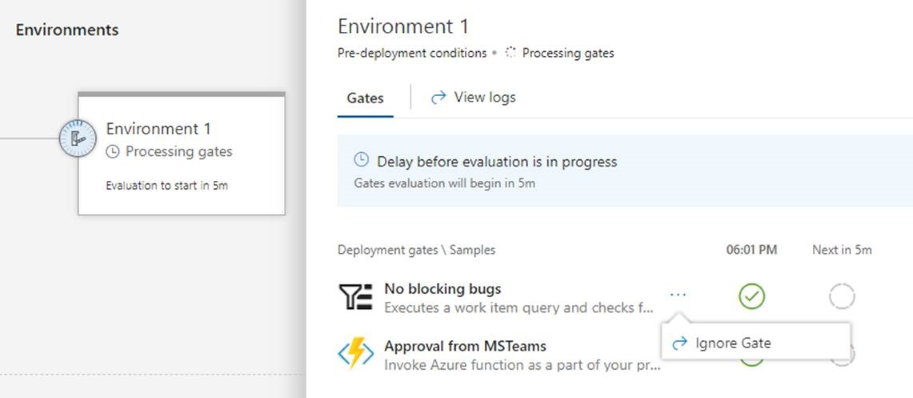 Environments
Environment 1
Processing gates
Evaluation to start in 5m
Environment 1
Pre-deployment conditions • Processing gates
Gates View logs
Delay before evaluation is in progress
Gates evaluation will begin in 5m
Deployment gates \ Samples 06:01 PM Next in 5m
No blocking bugs ...
Executes a work item query and checks f...
Ignore Gate
Approval from MSTeams
Invoke Azure function as a part of your pr...